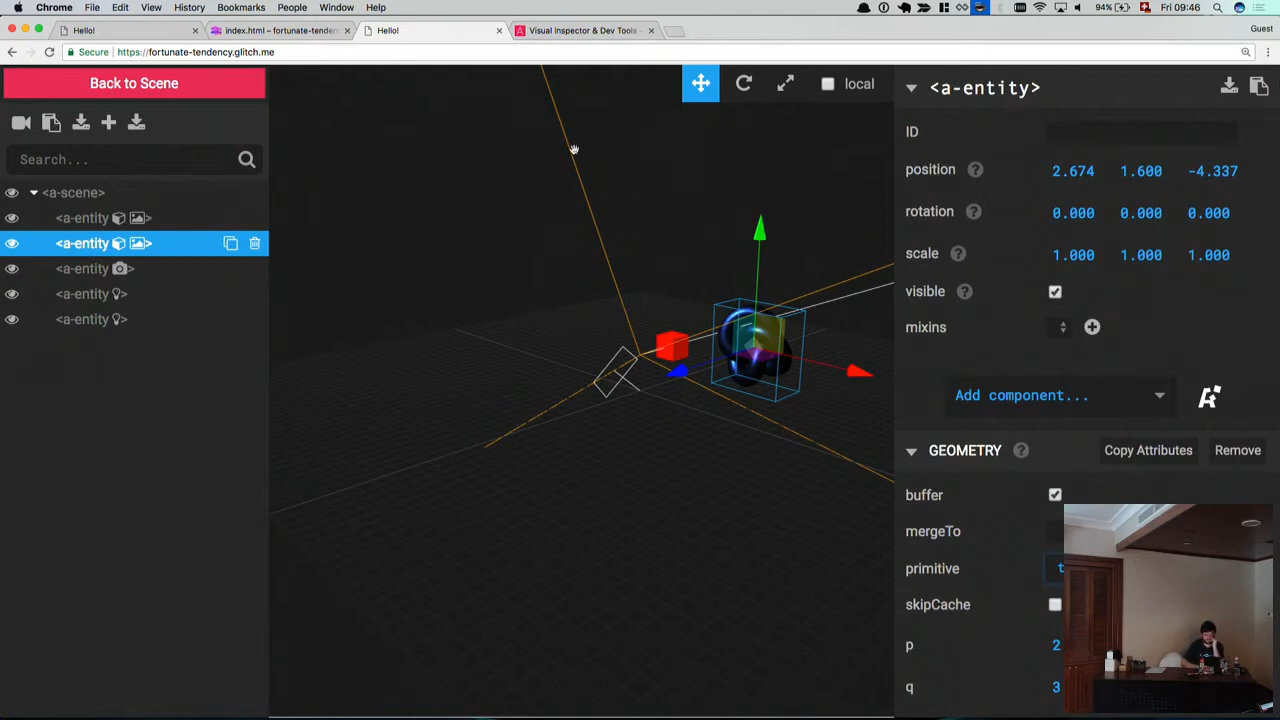 Chrome File Edit View History Bookmarks People Window Help 94% Fri 09:46
Hello! index.html – fortunate-tenden Hello! Visual Inspector & Dev Tools – Guest
Secure https://fortunate-tendency.glitch.me
Back to Scene
Search...
<a-scene>
<a-entity >
<a-entity >
<a-entity >
<a-entity >
<a-entity >
local
<a-entity>
ID
position 2.674 1.600 -4.337
rotation 0.000 0.000 0.000
scale 1.000 1.000 1.000
visible
mixins
Add component...
GEOMETRY Copy Attributes Remove
buffer
mergeTo
primitive t
skipCache
p 2
q 3